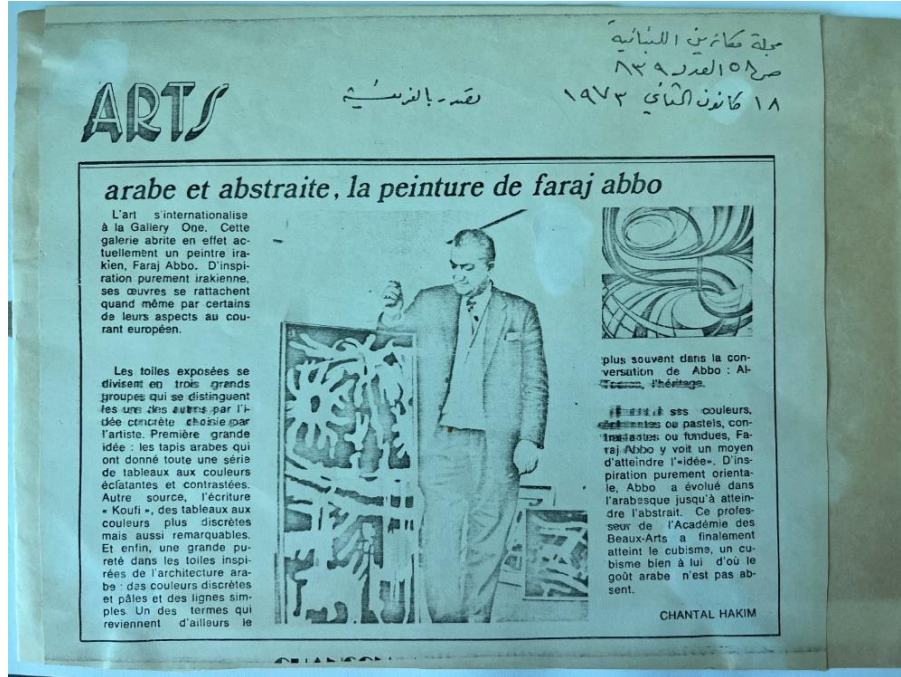 مجلة مكازين اللبنانية
ص ٥٨ العدد ٨٣٩
١٨ كانون الثاني ١٩٧٣
تصدر بالفرنسية
ARTS
arabe et abstraite, la peinture de faraj abbo
L'art s'internationalise
à la Gallery One. Cette
galerie abrite en effet ac-
tuellement un peintre ira-
kien, Faraj Abbo. D'inspi-
ration purement irakienne,
ses œuvres se rattachent
quand même par certains
de leurs aspects au cou-
rant européen.
Les toiles exposées se
divisent en trois grands
groupes qui se distinguent
les uns des autres par l'i-
dée concrète choisie par
l'artiste. Première grande
idée : les tapis arabes qui
ont donné toute une série
de tableaux aux couleurs
éclatantes et contrastées.
Autre source, l'écriture
« Koufi », des tableaux aux
couleurs plus discrètes
mais aussi remarquables.
Et enfin, une grande pu-
reté dans les toiles inspi-
rées de l'architecture ara-
be : des couleurs discrètes
et pâles et des lignes sim-
ples Un des termes qui
reviennent d'ailleurs le
plus souvent dans la con-
versation de Abbo : Al-
l'héritage.
à ses couleurs,
ou pastels, con-
ou fondues, Fa-
raj Abbo y voit un moyen
d'atteindre l'«idée». D'ins-
piration purement orienta-
le, Abbo a évolué dans
l'arabesque jusqu'à attein-
dre l'abstrait. Ce profes-
seur de l'Académie des
Beaux-Arts a finalement
atteint le cubisme, un cu-
bisme bien à lui d'où le
goût arabe n'est pas ab-
sent.
CHANTAL HAKIM